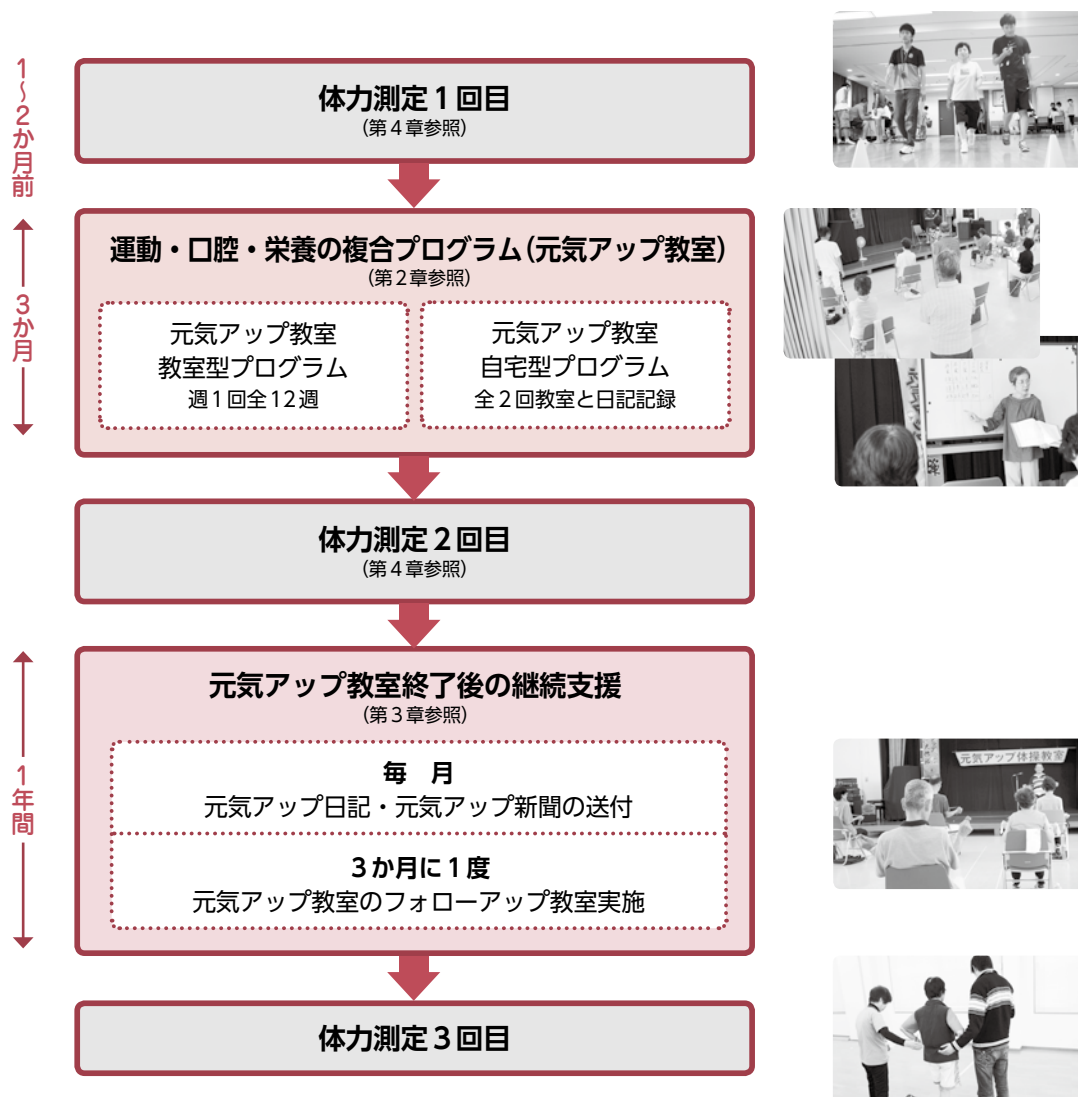 1〜2か月前
体力測定1回目
(第4章参照)
3か月
運動・口腔・栄養の複合プログラム(元気アップ教室)
(第2章参照)
元気アップ教室
教室型プログラム
週1回全12週
元気アップ教室
自宅型プログラム
全2回教室と日記記録
体力測定2回目
(第4章参照)
1年間
元気アップ教室終了後の継続支援
(第3章参照)
毎 月
元気アップ日記・元気アップ新聞の送付
3か月に1度
元気アップ教室のフォローアップ教室実施
元気アップ体操教室
体力測定3回目